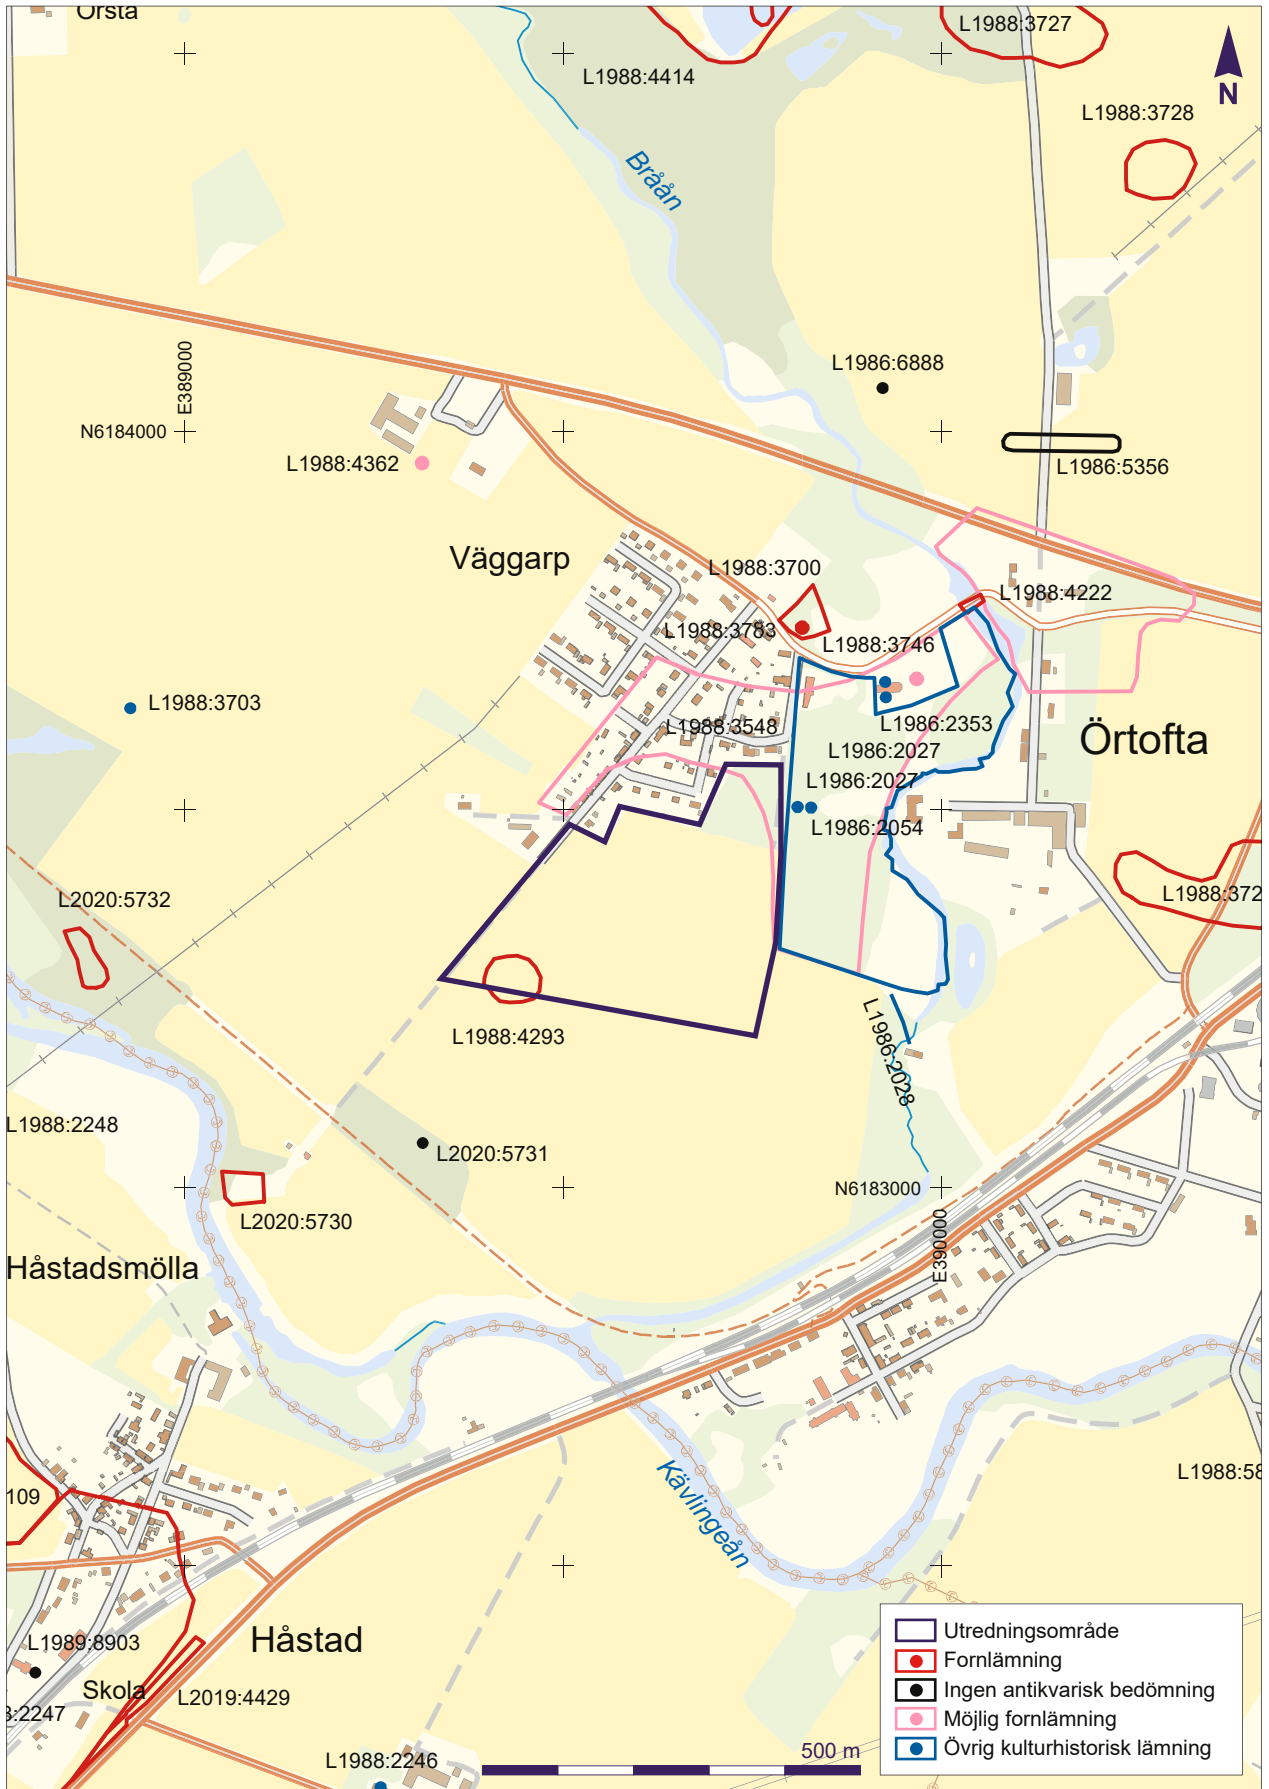 Örsta
L1988:3727
L1988:4414
N
L1988:3728
Bråån
E389000
L1986:6888
N6184000
L1988:4362
L1986:5356
Väggarp
L1988:3700
L1988:4222
L1988:3783
L1988:3746
L1988:3703
L1988:3548
L1986:2353
Örtofta
L1986:2027
L1986:2027
L1986:2054
L2020:5732
L1988:372
L1988:4293
L1986:2028
L1988:2248
L2020:5731
N6183000
L2020:5730
E390000
Håstadsmölla
Kävlingeån
L1988:58
109
Håstad
L1989:8903
Skola
L2019:4429
3:2247
L1988:2246
500 m
Utredningsområde
Fornlämning
Ingen antikvarisk bedömning
Möjlig fornlämning
Övrig kulturhistorisk lämning